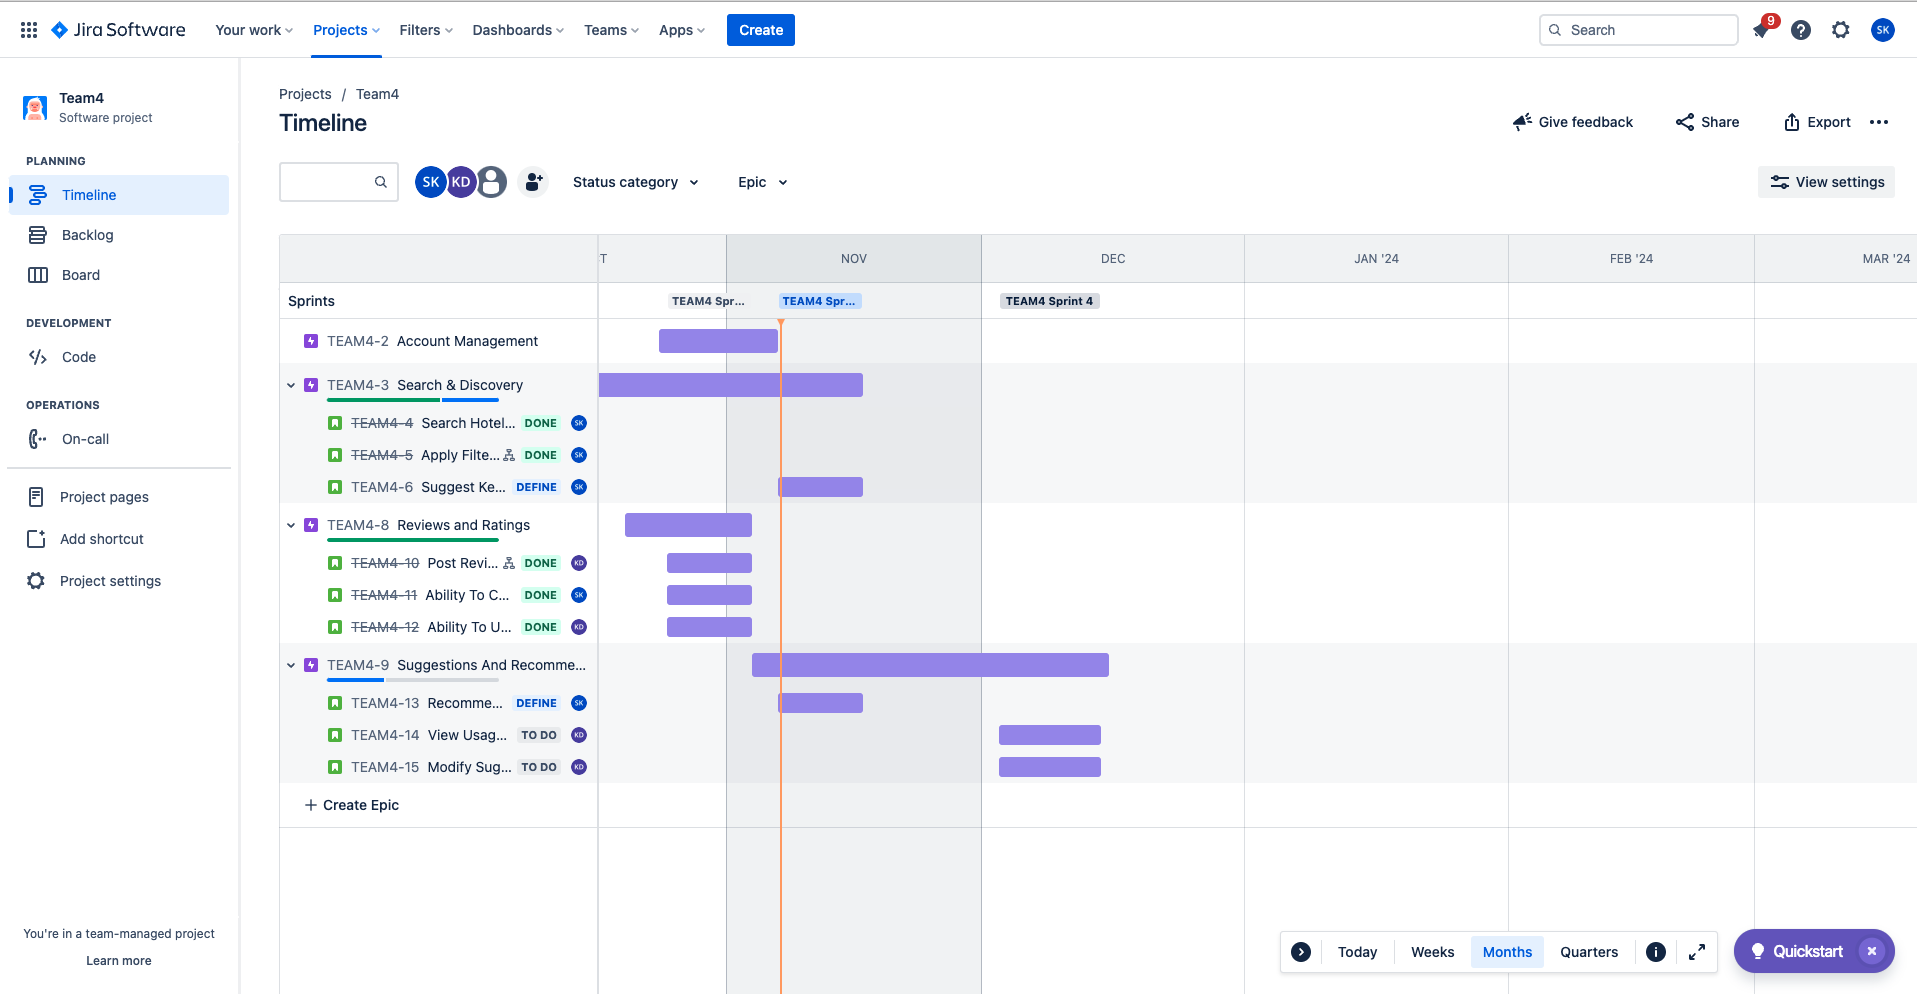 Jira Software Your work Projects Filters Dashboards Teams Apps Create Search 9 SK
Team4
Software project
PLANNING
Timeline
Backlog
Board
DEVELOPMENT
Code
OPERATIONS
On-call
Project pages
Add shortcut
Project settings
You're in a team-managed project
Learn more
Projects / Team4
Timeline
Give feedback Share Export
SK KD Status category Epic View settings
T NOV DEC JAN '24 FEB '24 MAR '24
Sprints TEAM4 Spr... TEAM4 Spr... TEAM4 Sprint 4
TEAM4-2 Account Management
TEAM4-3 Search & Discovery
TEAM4-4 Search Hotel... DONE SK
TEAM4-5 Apply Filte... DONE SK
TEAM4-6 Suggest Ke... DEFINE SK
TEAM4-8 Reviews and Ratings
TEAM4-10 Post Revi... DONE KD
TEAM4-11 Ability To C... DONE SK
TEAM4-12 Ability To U... DONE KD
TEAM4-9 Suggestions And Recomme...
TEAM4-13 Recomme... DEFINE SK
TEAM4-14 View Usag... TO DO KD
TEAM4-15 Modify Sug... TO DO KD
+ Create Epic
Today Weeks Months Quarters Quickstart